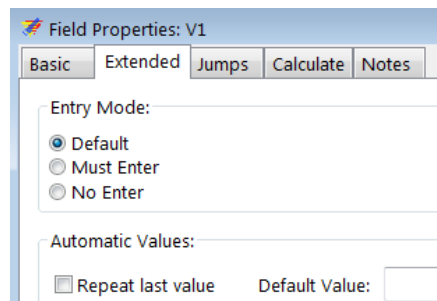 Field Properties: V1
Basic Extended Jumps Calculate Notes
Entry Mode:
Default
Must Enter
No Enter
Automatic Values:
Repeat last value Default Value: